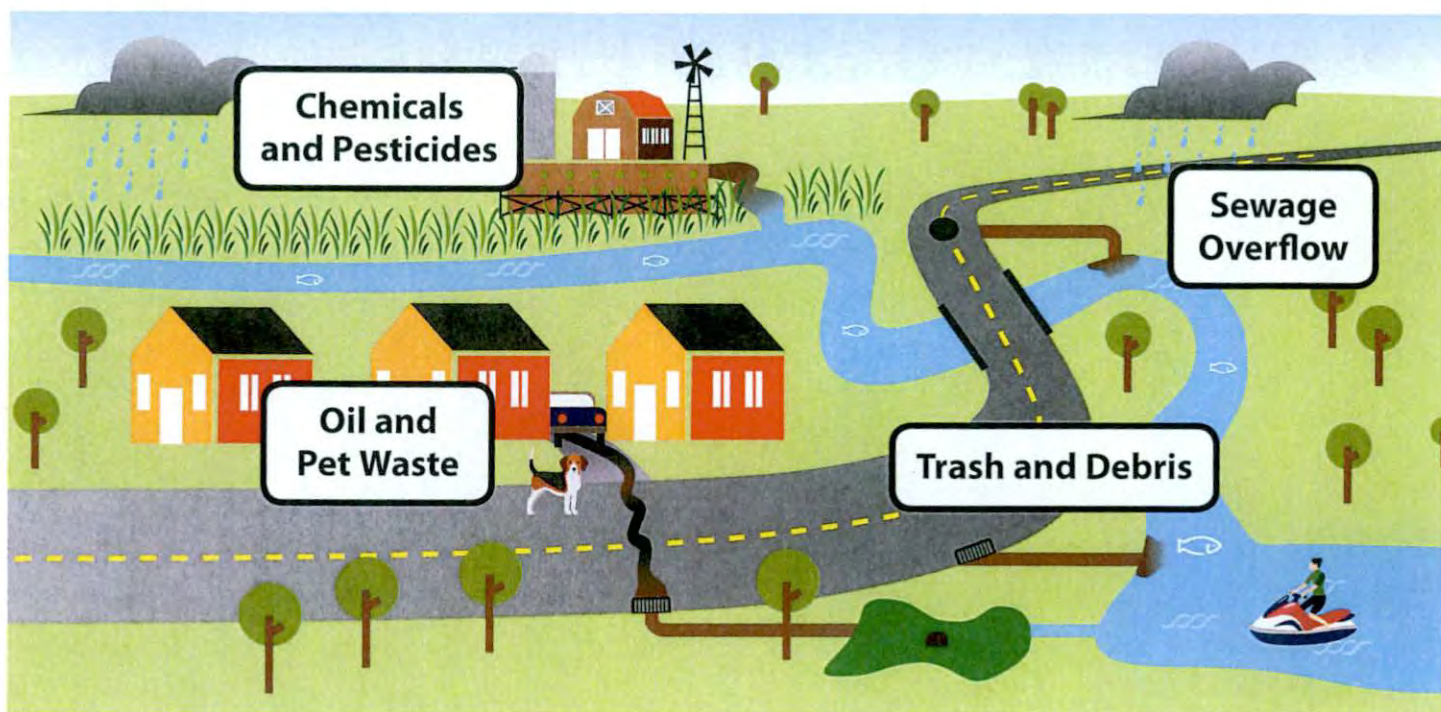 Chemicals
and Pesticides
Sewage
Overflow
Oil and
Pet Waste
Trash and Debris